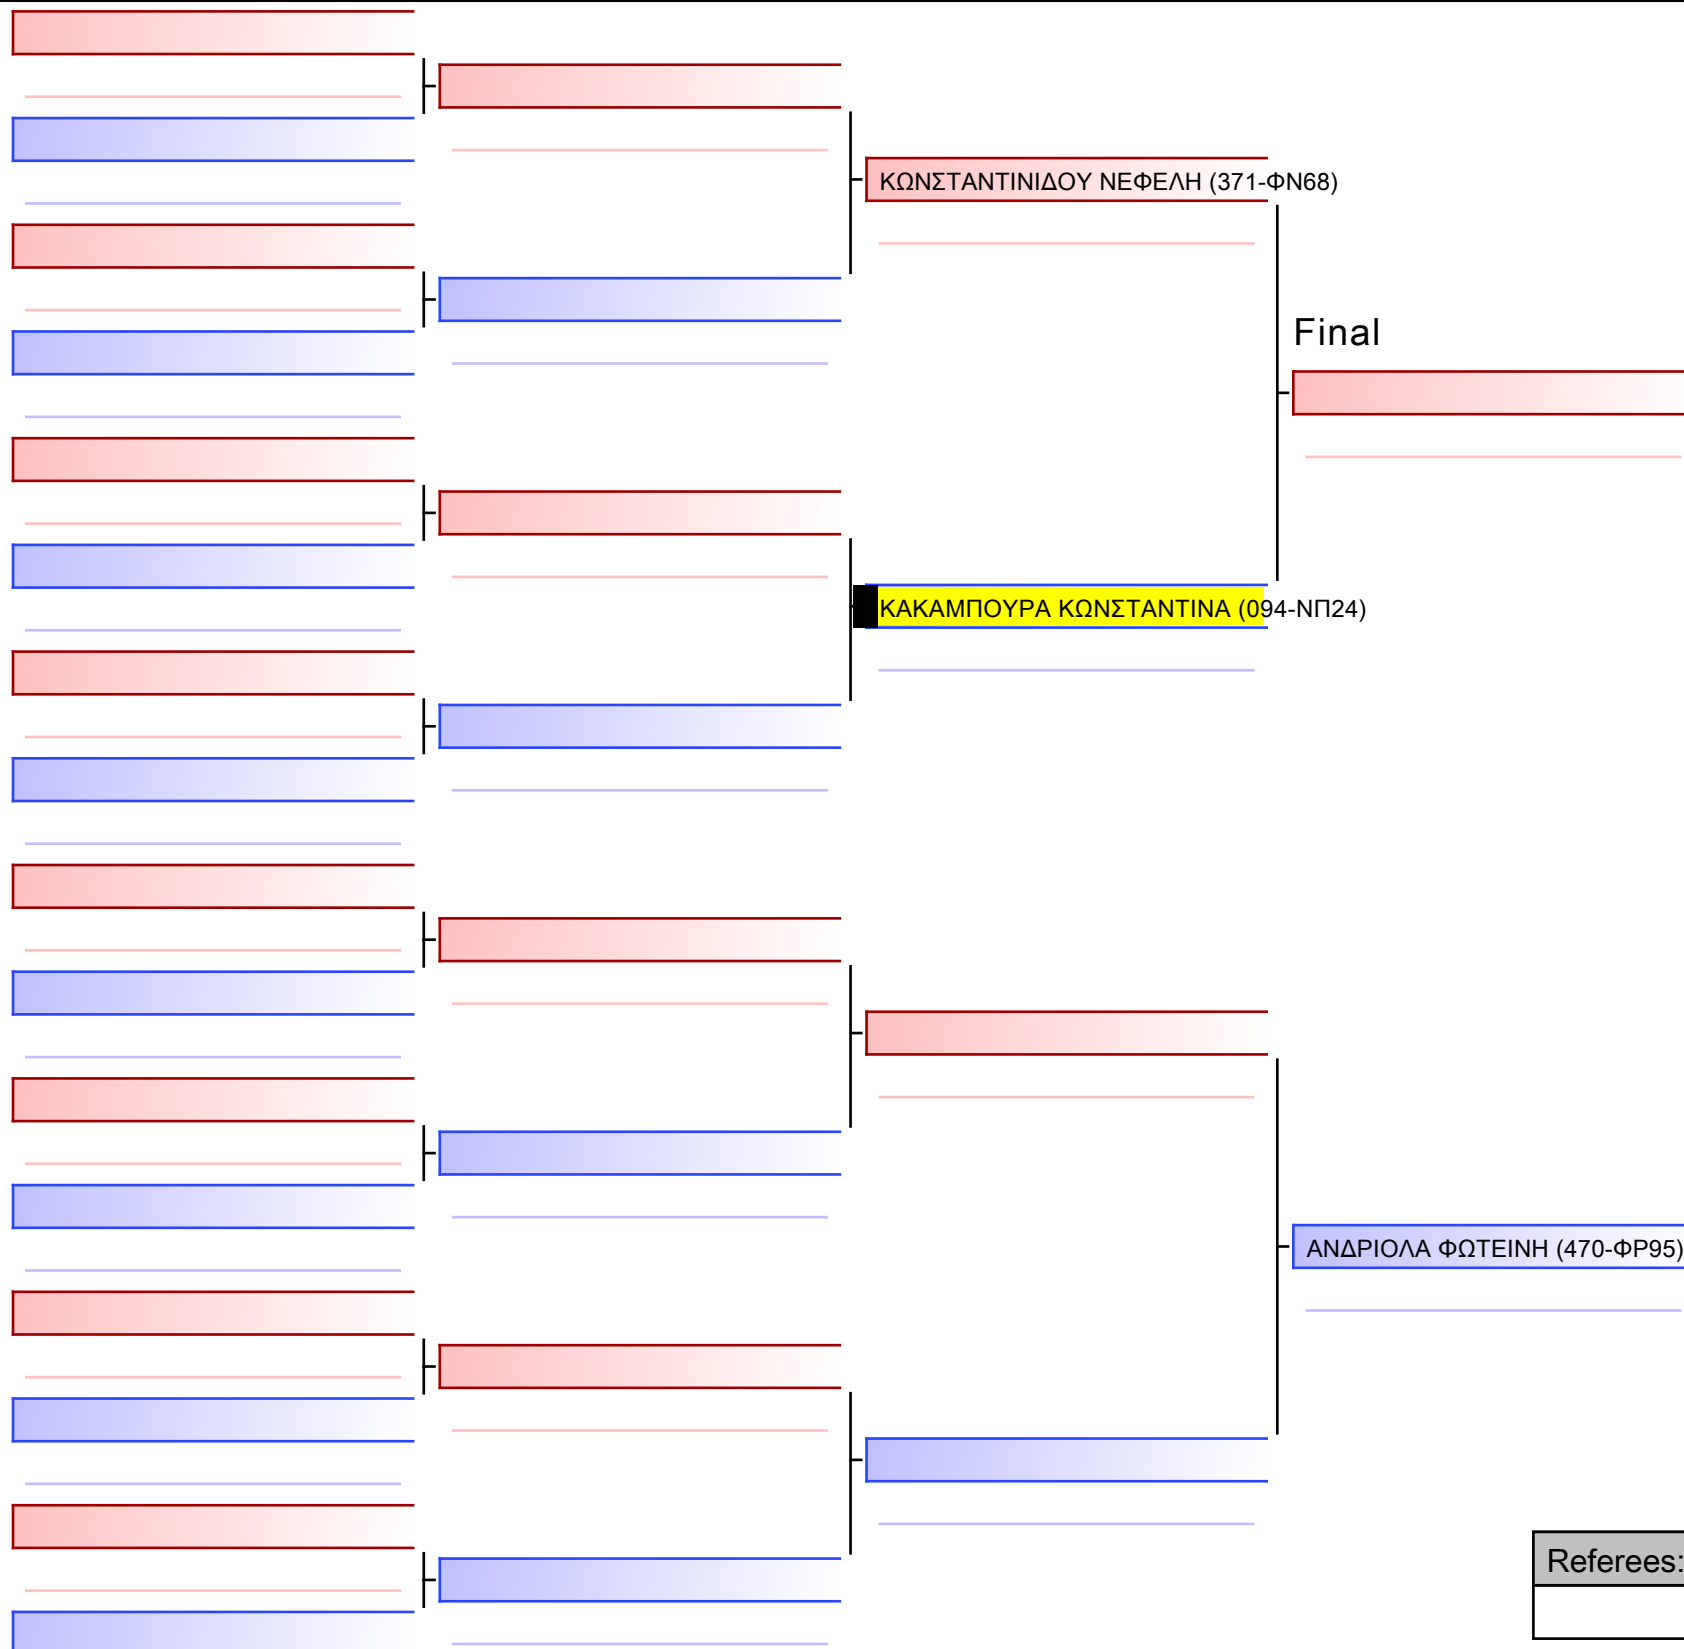 ΚΩΝΣΤΑΝΤΙΝΙΔΟΥ ΝΕΦΕΛΗ (371-ΦΝ68)
Final
ΚΑΚΑΜΠΟΥΡΑ ΚΩΝΣΤΑΝΤΙΝΑ (094-ΝΠ24)
ΑΝΔΡΙΟΛΑ ΦΩΤΕΙΝΗ (470-ΦΡ95)
Referees: